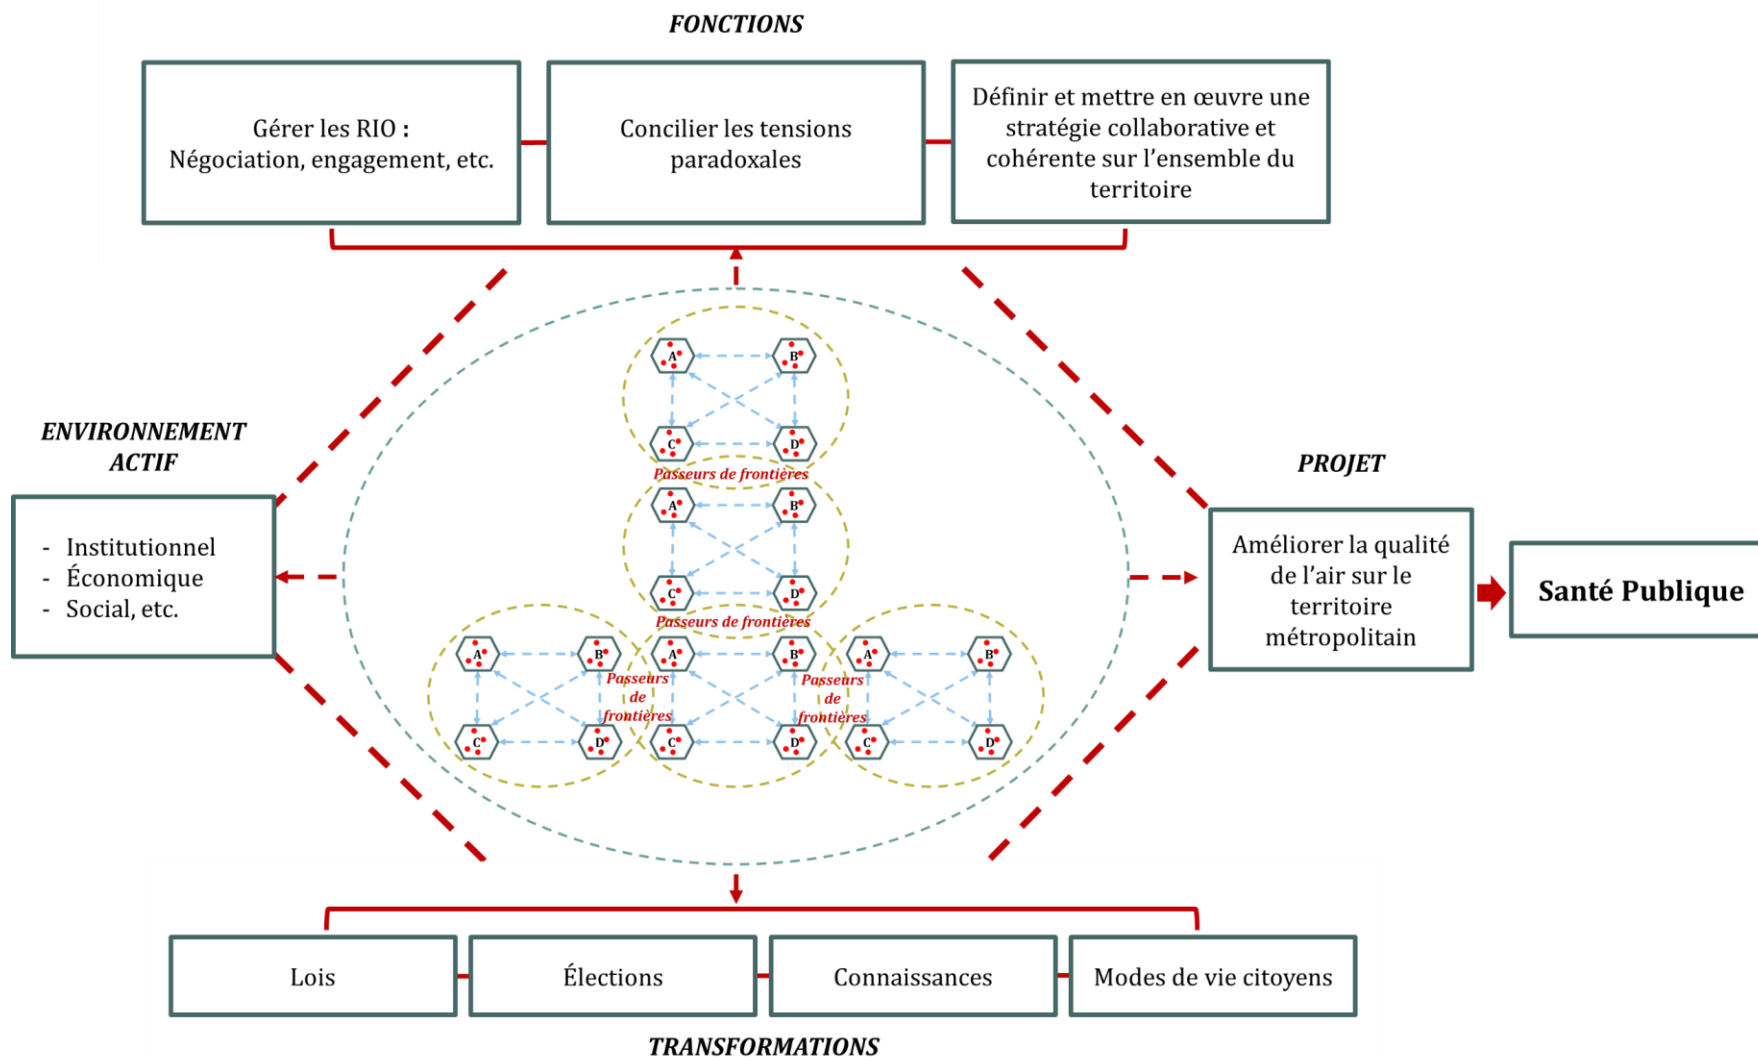 FONCTIONS
Gérer les RIO :
Négociation, engagement, etc.
Concilier les tensions
paradoxales
Définir et mettre en œuvre une
stratégie collaborative et
cohérente sur l’ensemble du
territoire
ENVIRONNEMENT
ACTIF
- Institutionnel
- Économique
- Social, etc.
A
B
C
D
Passeurs de frontières
A
B
C
D
Passeurs de frontières
A
B
C
D
Passeurs
de
frontières
A
B
C
D
Passeurs
de
frontières
A
B
C
D
PROJET
Améliorer la qualité
de l’air sur le
territoire
métropolitain
Santé Publique
Lois
Élections
Connaissances
Modes de vie citoyens
TRANSFORMATIONS